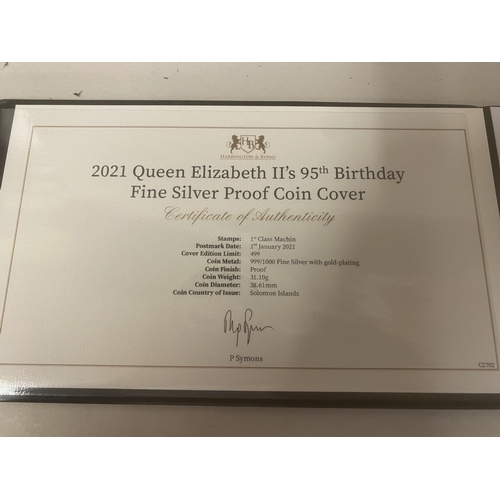 HB
HARRINGTON & BYRNE
2021 Queen Elizabeth II's 95th Birthday
Fine Silver Proof Coin Cover
Certificate of Authenticity
Stamps: 1st Class Machin
Postmark Date: 1st January 2021
Cover Edition Limit: 499
Coin Metal: 999/1000 Fine Silver with gold-plating
Coin Finish: Proof
Coin Weight: 31.10g
Coin Diameter: 38.61mm
Coin Country of Issue: Solomon Islands
P Symons